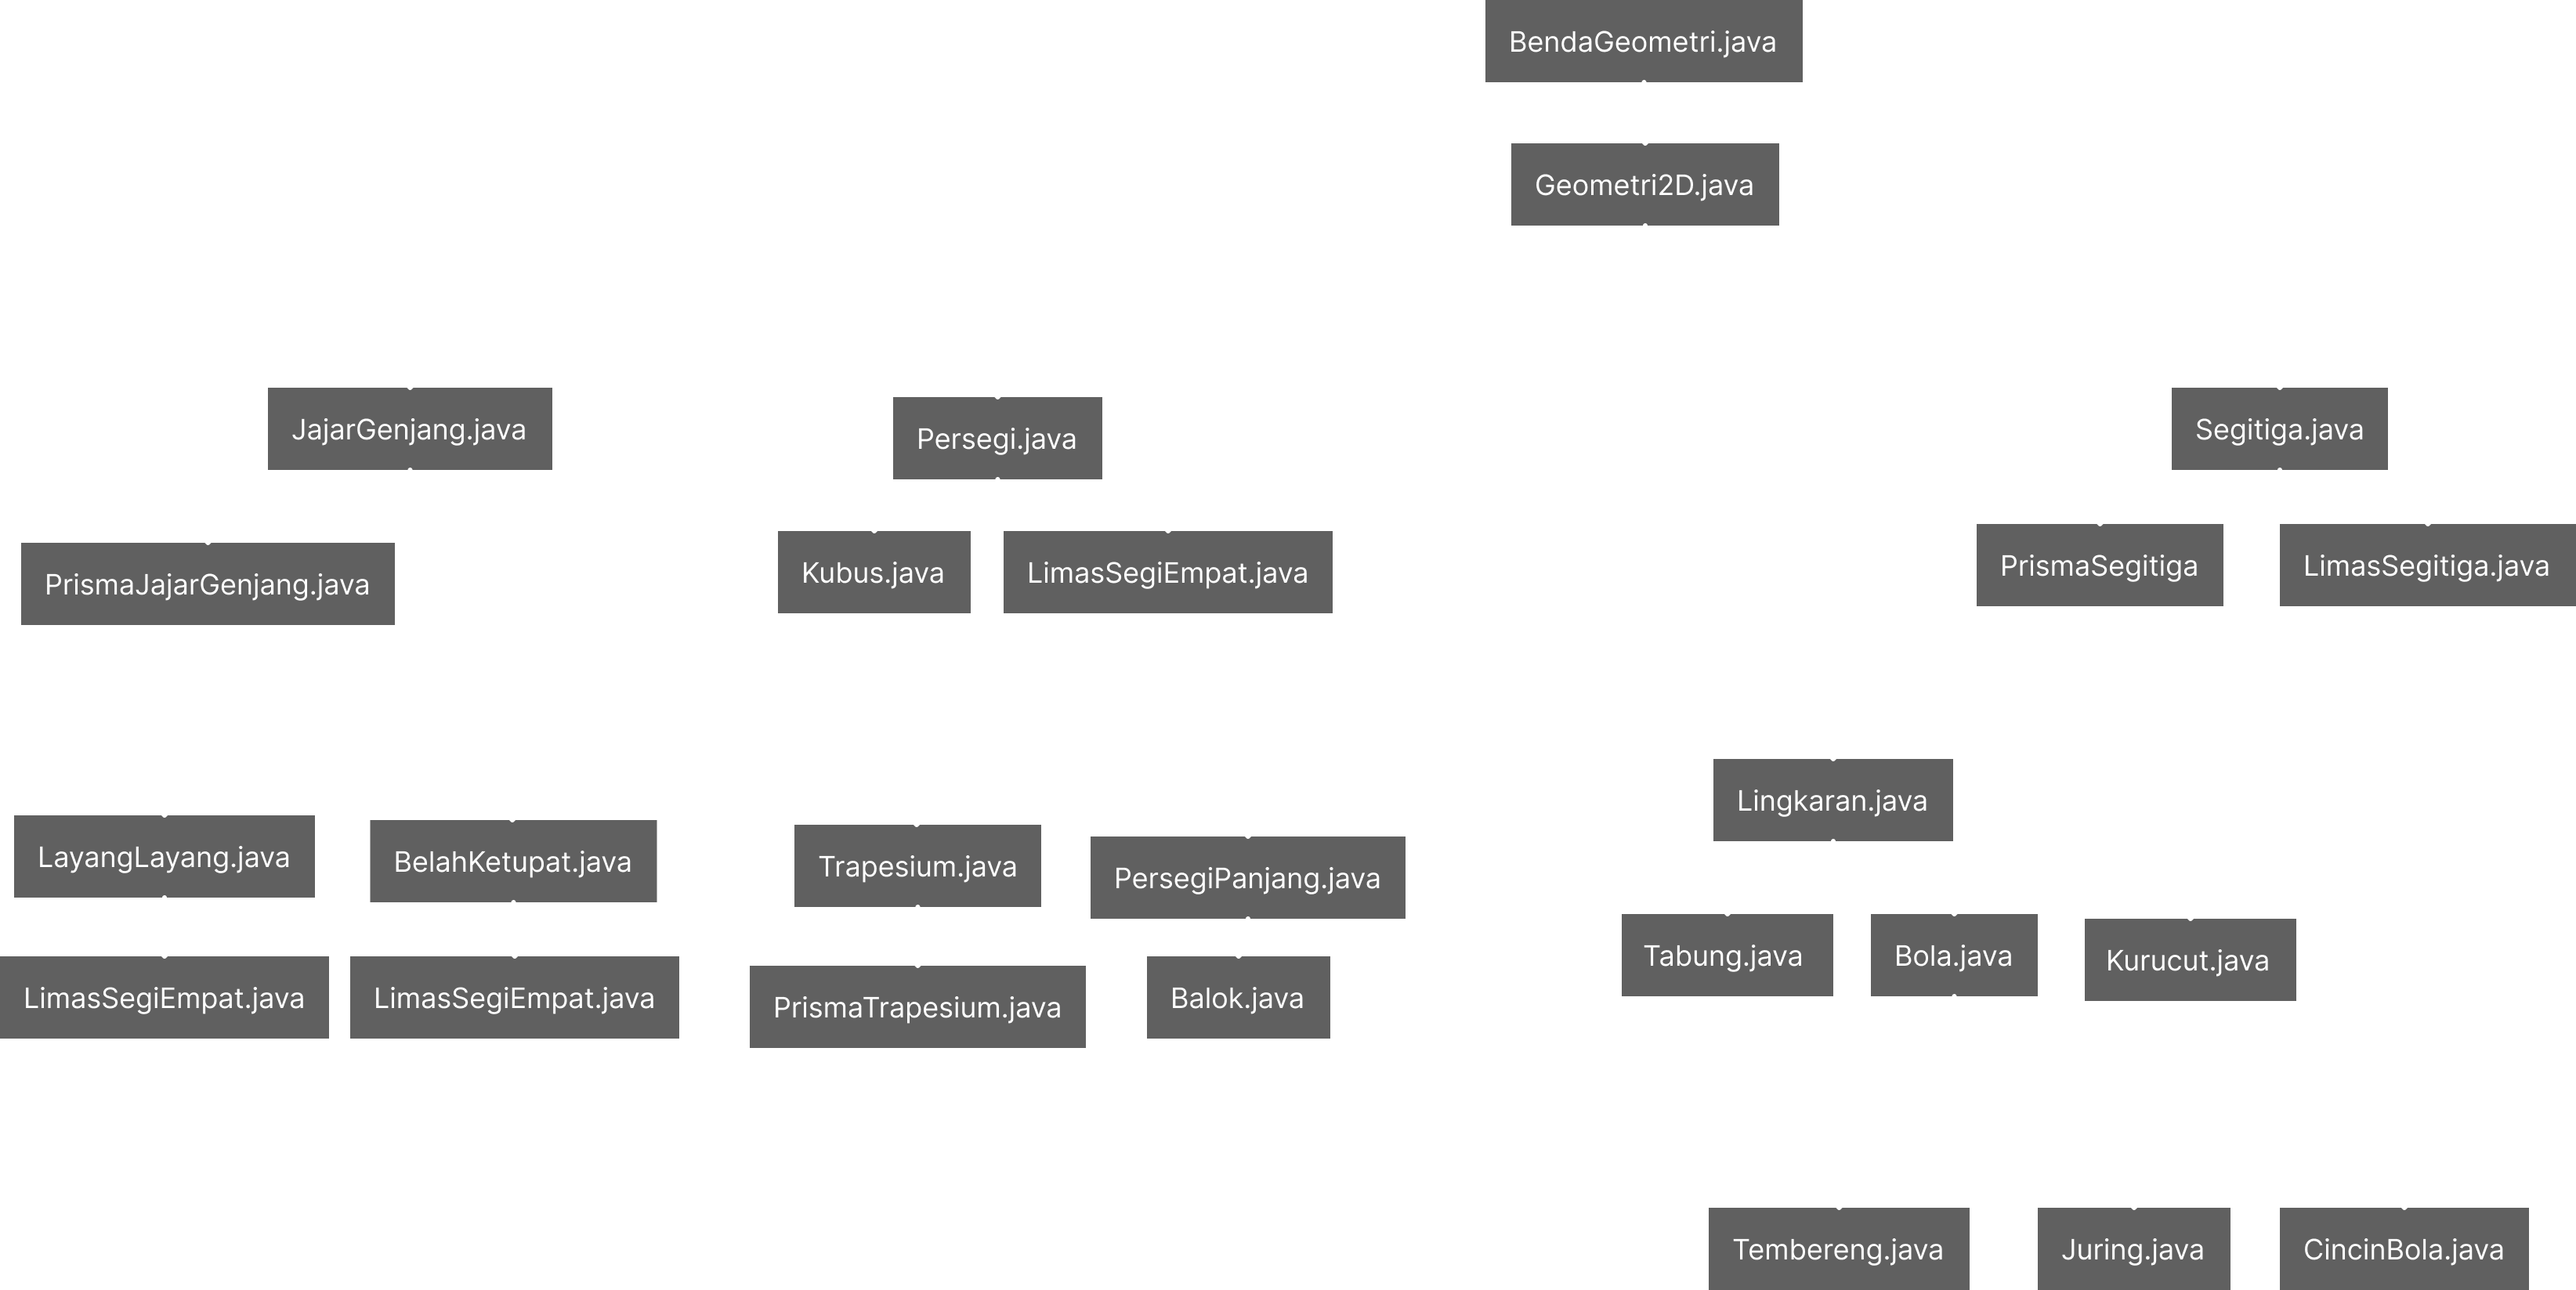 BendaGeometri.java
Geometri2D.java
JajarGenjang.java
Persegi.java
Segitiga.java
PrismaJajarGenjang.java
Kubus.java
LimasSegiEmpat.java
PrismaSegitiga
LimasSegitiga.java
LayangLayang.java
BelahKetupat.java
Trapesium.java
PersegiPanjang.java
Lingkaran.java
LimasSegiEmpat.java
LimasSegiEmpat.java
PrismaTrapesium.java
Balok.java
Tabung.java
Bola.java
Kurucut.java
Tembereng.java
Juring.java
CincinBola.java